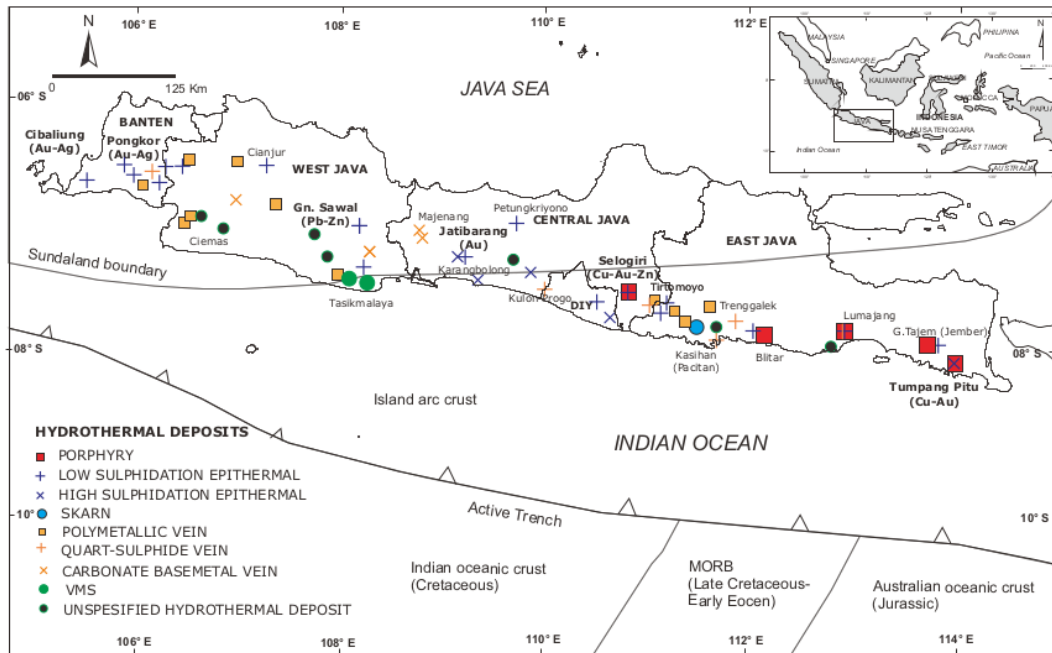 106° E
108° E
110° E
112° E
N
0
125 Km
06° S
JAVA SEA
N
MALAYSIA
PHILIPINA
Pacific Ocean
SINGAPORE
SUMATRA
KALIMANTAN
INDONESIA
JAVA
NUSATENGGARA
PAPUA
EAST TIMOR
Indian Ocean
AUSTRALIA
BANTEN
Cibaliung
(Au-Ag)
Pongkor
(Au-Ag)
Cianjur
WEST JAVA
Gn. Sawal
(Pb-Zn)
Ciemas
Majenang
Petungkriyono
CENTRAL JAVA
Jatibarang
(Au)
Karangbolong
EAST JAVA
Sundaland boundary
Tasikmalaya
Kulon Progo
DIY
Selogiri
(Cu-Au-Zn)
Tirtomoyo
Trenggalek
Lumajang
G.Tajem (Jember)
08° S
08° S
Kasihan
(Pacitan)
Blitar
Tumpang Pitu
(Cu-Au)
Island arc crust
INDIAN OCEAN
HYDROTHERMAL DEPOSITS
PORPHYRY
LOW SULPHIDATION EPITHERMAL
HIGH SULPHIDATION EPITHERMAL
SKARN
POLYMETALLIC VEIN
QUART-SULPHIDE VEIN
CARBONATE BASEMETAL VEIN
VMS
UNSPESIFIED HYDROTHERMAL DEPOSIT
10° S
10° S
Active Trench
Indian oceanic crust
(Cretaceous)
MORB
(Late Cretaceous-
Early Eocen)
Australian oceanic crust
(Jurassic)
106° E
108° E
110° E
112° E
114° E